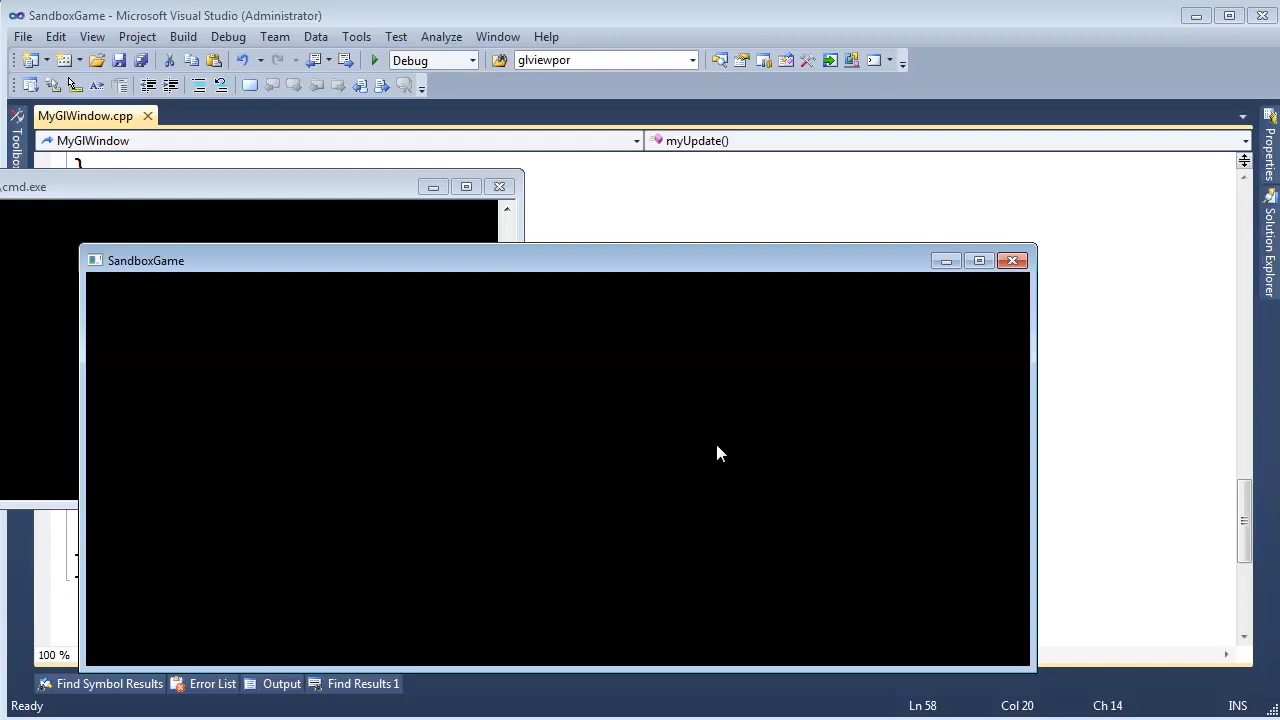 SandboxGame - Microsoft Visual Studio (Administrator)
File Edit View Project Build Debug Team Data Tools Test Analyze Window Help
Debug glviewpor
MyGlWindow.cpp
MyGlWindow myUpdate()
}
\cmd.exe
SandboxGame
Toolbox
Properties
Solution Explorer
100 %
Find Symbol Results Error List Output Find Results 1
Ready Ln 58 Col 20 Ch 14 INS